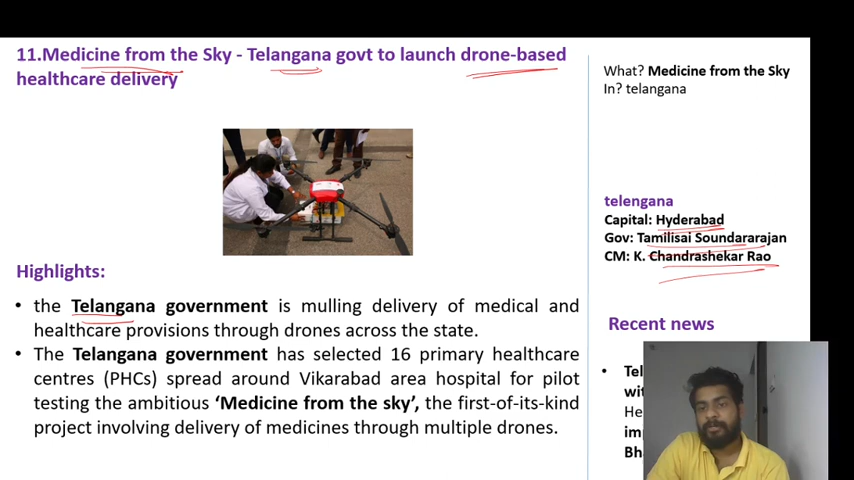 11.Medicine from the Sky - Telangana govt to launch drone-based
healthcare delivery
Highlights:
• the Telangana government is mulling delivery of medical and
healthcare provisions through drones across the state.
• The Telangana government has selected 16 primary healthcare
centres (PHCs) spread around Vikarabad area hospital for pilot
testing the ambitious ‘Medicine from the sky’, the first-of-its-kind
project involving delivery of medicines through multiple drones.
What? Medicine from the Sky
In? telangana
telengana
Capital: Hyderabad
Gov: Tamilisai Soundararajan
CM: K. Chandrashekar Rao
Recent news